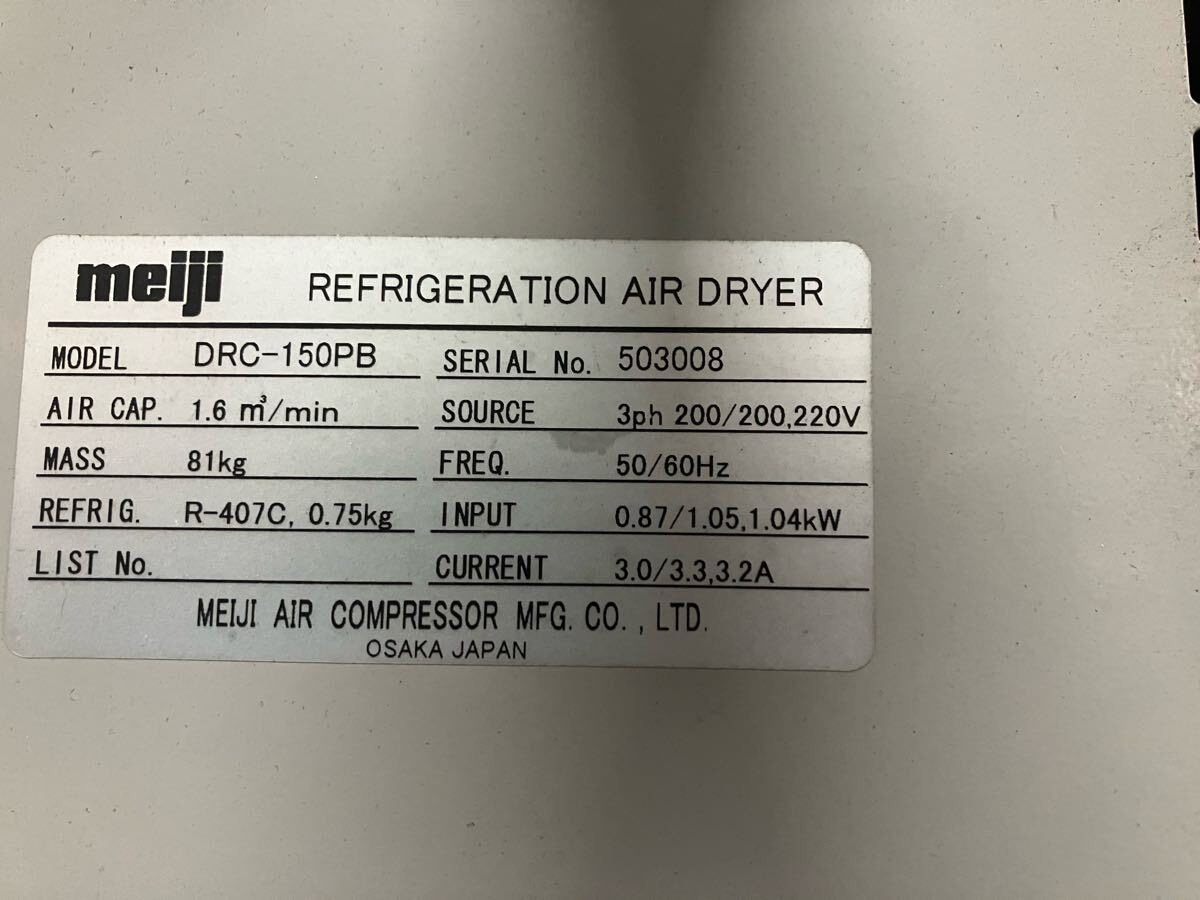 meiji REFRIGERATION AIR DRYER
MODEL DRC-150PB SERIAL No. 503008
AIR CAP. 1.6 m³/min SOURCE 3ph 200/200,220V
MASS 81kg FREQ. 50/60Hz
REFRIG. R-407C, 0.75kg INPUT 0.87/1.05,1.04kW
LIST No. CURRENT 3.0/3.3,3.2A
MEIJI AIR COMPRESSOR MFG. CO., LTD.
OSAKA JAPAN